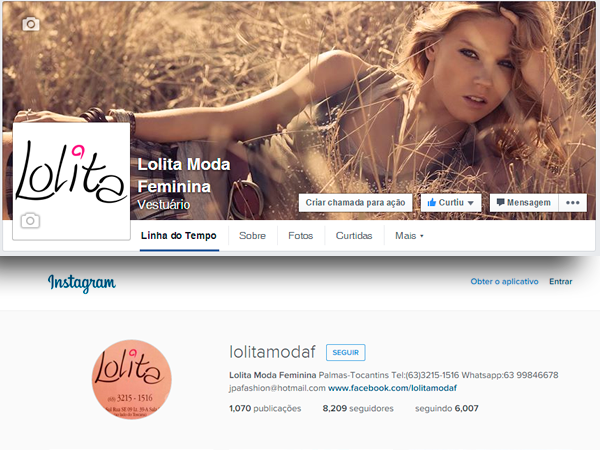 Lolita
Lolita Moda
Feminina
Vestuário
Criar chamada para ação
Curtiu
Mensagem
Linha do Tempo
Sobre
Fotos
Curtidas
Mais
Instagram
Obter o aplicativo
Entrar
Lolita
3215 - 1516
lolitamodaf
SEGUIR
Lolita Moda Feminina Palmas-Tocantins Tel:(63)3215-1516 Whatsapp:63 99846678
jpafashion@hotmail.com www.facebook.com/lolitamodaf
1,070 publicações
8,209 seguidores
seguindo 6,007